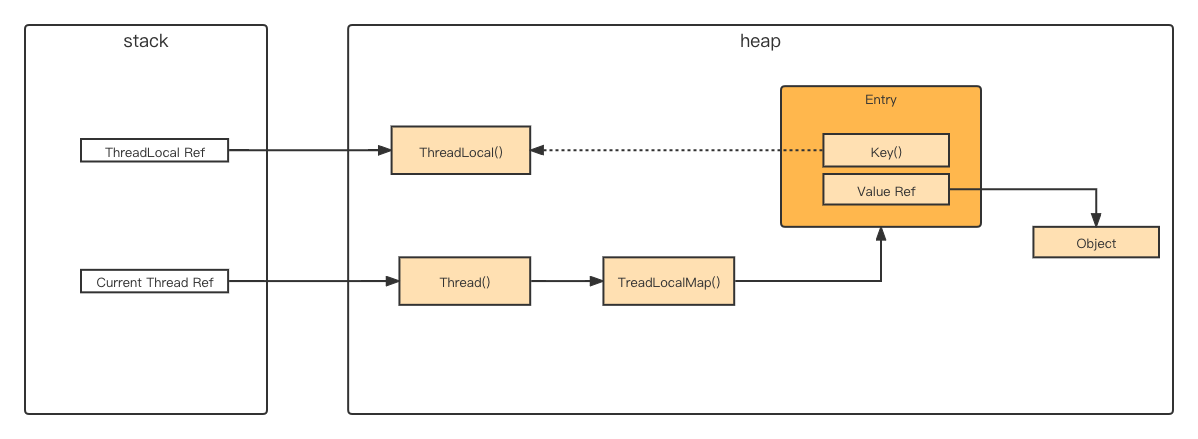 stack
heap
Entry
ThreadLocal Ref
ThreadLocal()
Key()
Value Ref
Object
Current Thread Ref
Thread()
TreadLocalMap()